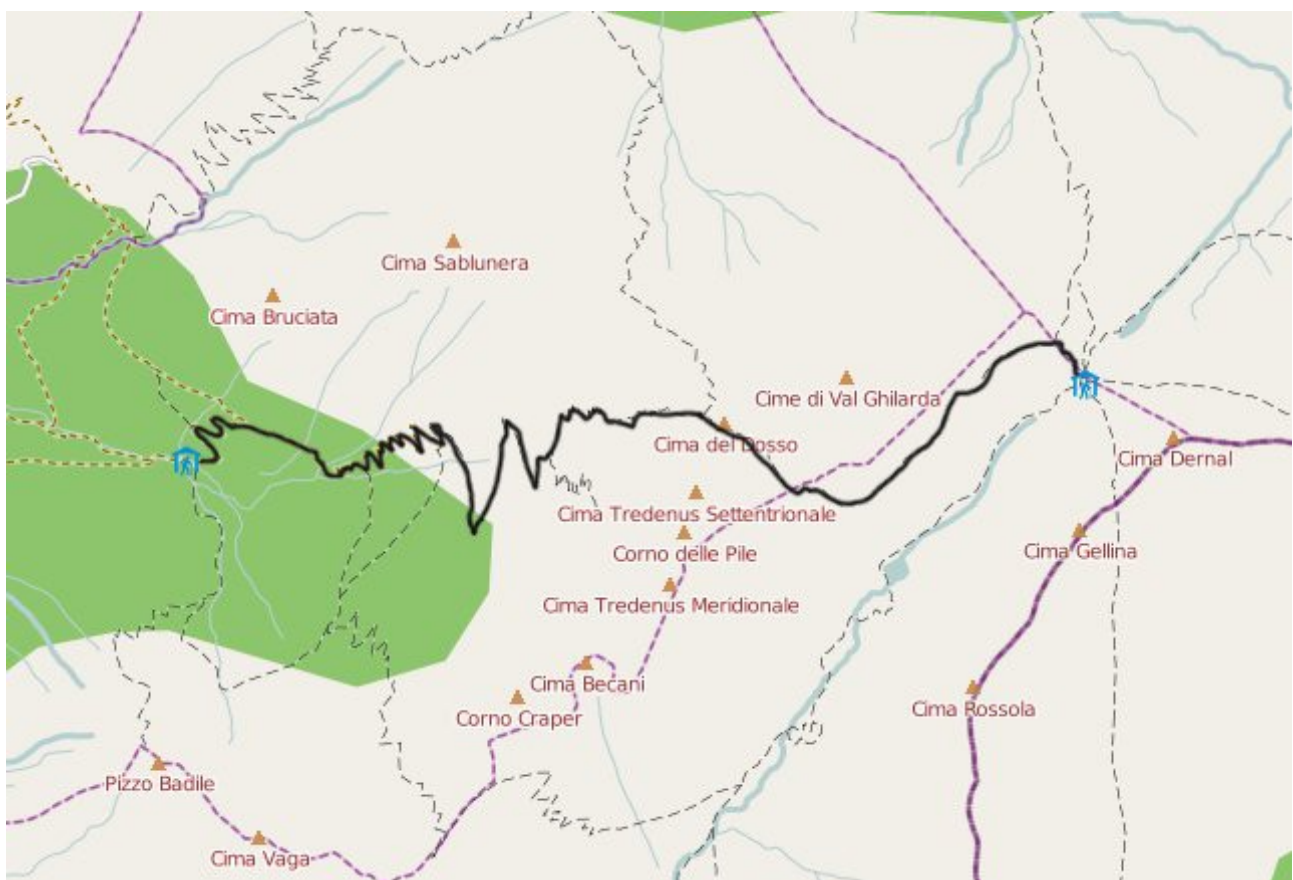 Cima Sablunera
Cima Bruciata
Cime di Val Ghilarda
Cima del Dosso
Cima Dernal
Cima Tredenus Settentrionale
Corno delle Pile
Cima Gellina
Cima Tredenus Meridionale
Cima Becani
Corno Craper
Cima Rossola
Pizzo Badile
Cima Vaga